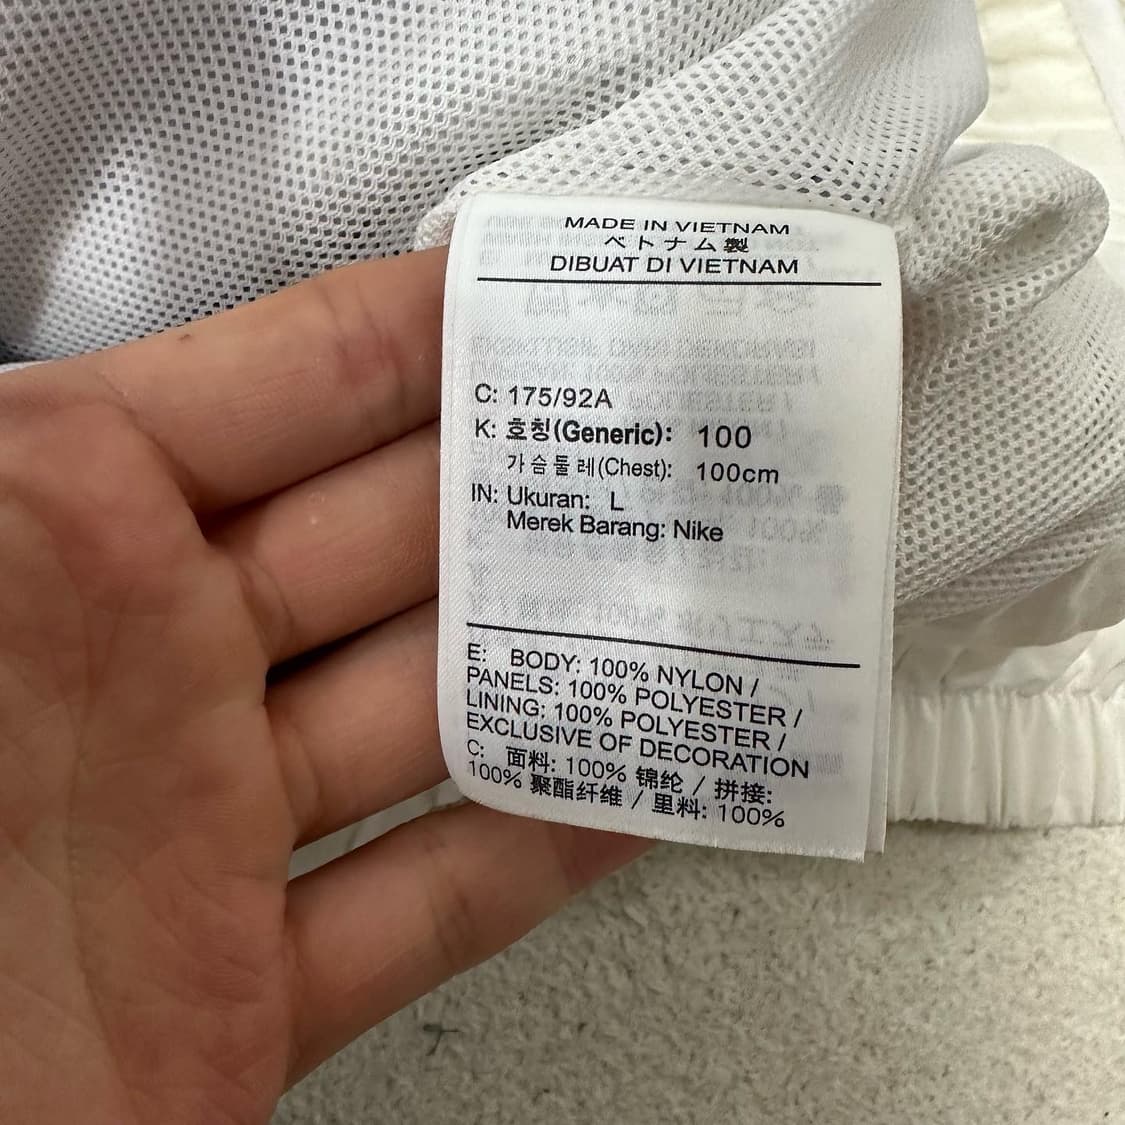 MADE IN VIETNAM
ベトナム製
DIBUAT DI VIETNAM
C: 175/92A
K: 호칭(Generic): 100
가슴둘레(Chest): 100cm
IN: Ukuran: L
Merek Barang: Nike
E: BODY: 100% NYLON /
PANELS: 100% POLYESTER /
LINING: 100% POLYESTER /
EXCLUSIVE OF DECORATION
C: 面料: 100% 锦纶 / 拼接:
100% 聚酯纤维 / 里料: 100%